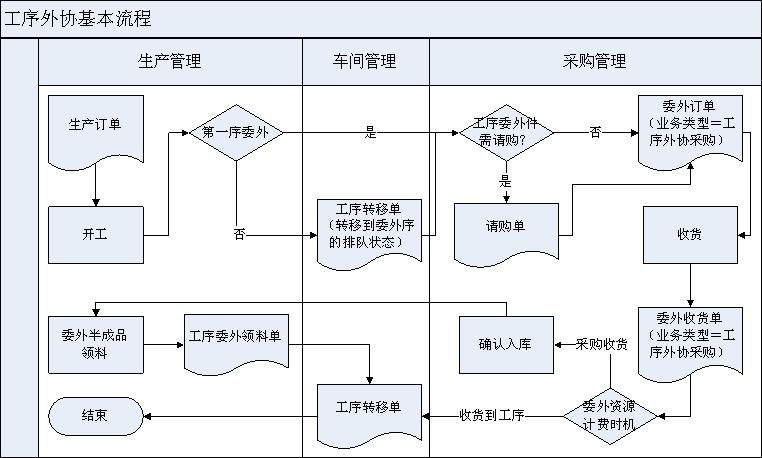 工序外协基本流程
生产管理
车间管理
采购管理
生产订单
第一序委外
是
工序委外件
需请购?
否
委外订单
(业务类型=工
序外协采购)
是
开工
否
工序转移单
(转移到委外序
的排队状态)
请购单
收货
委外半成品
领料
工序委外领料单
确认入库
采购收货
委外收货单
(业务类型=工
序外协采购)
结束
工序转移单
收货到工序
委外资源
计费时机